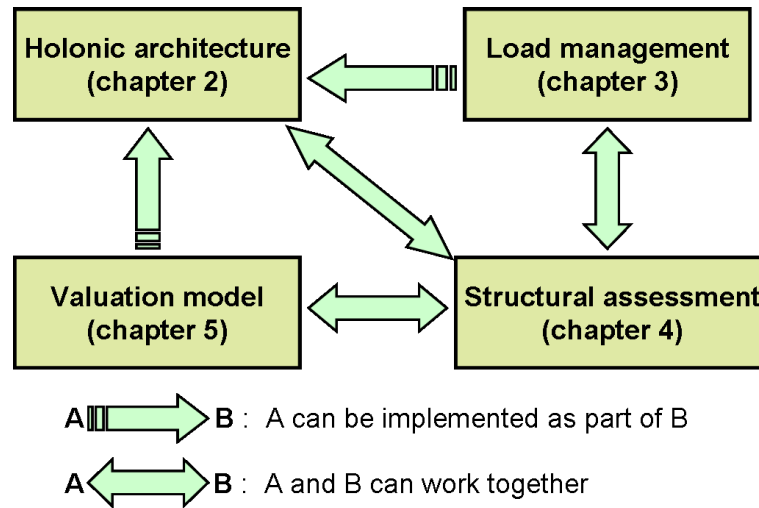 Holonic architecture
(chapter 2)
Load management
(chapter 3)
Valuation model
(chapter 5)
Structural assessment
(chapter 4)
A B : A can be implemented as part of B
A B : A and B can work together